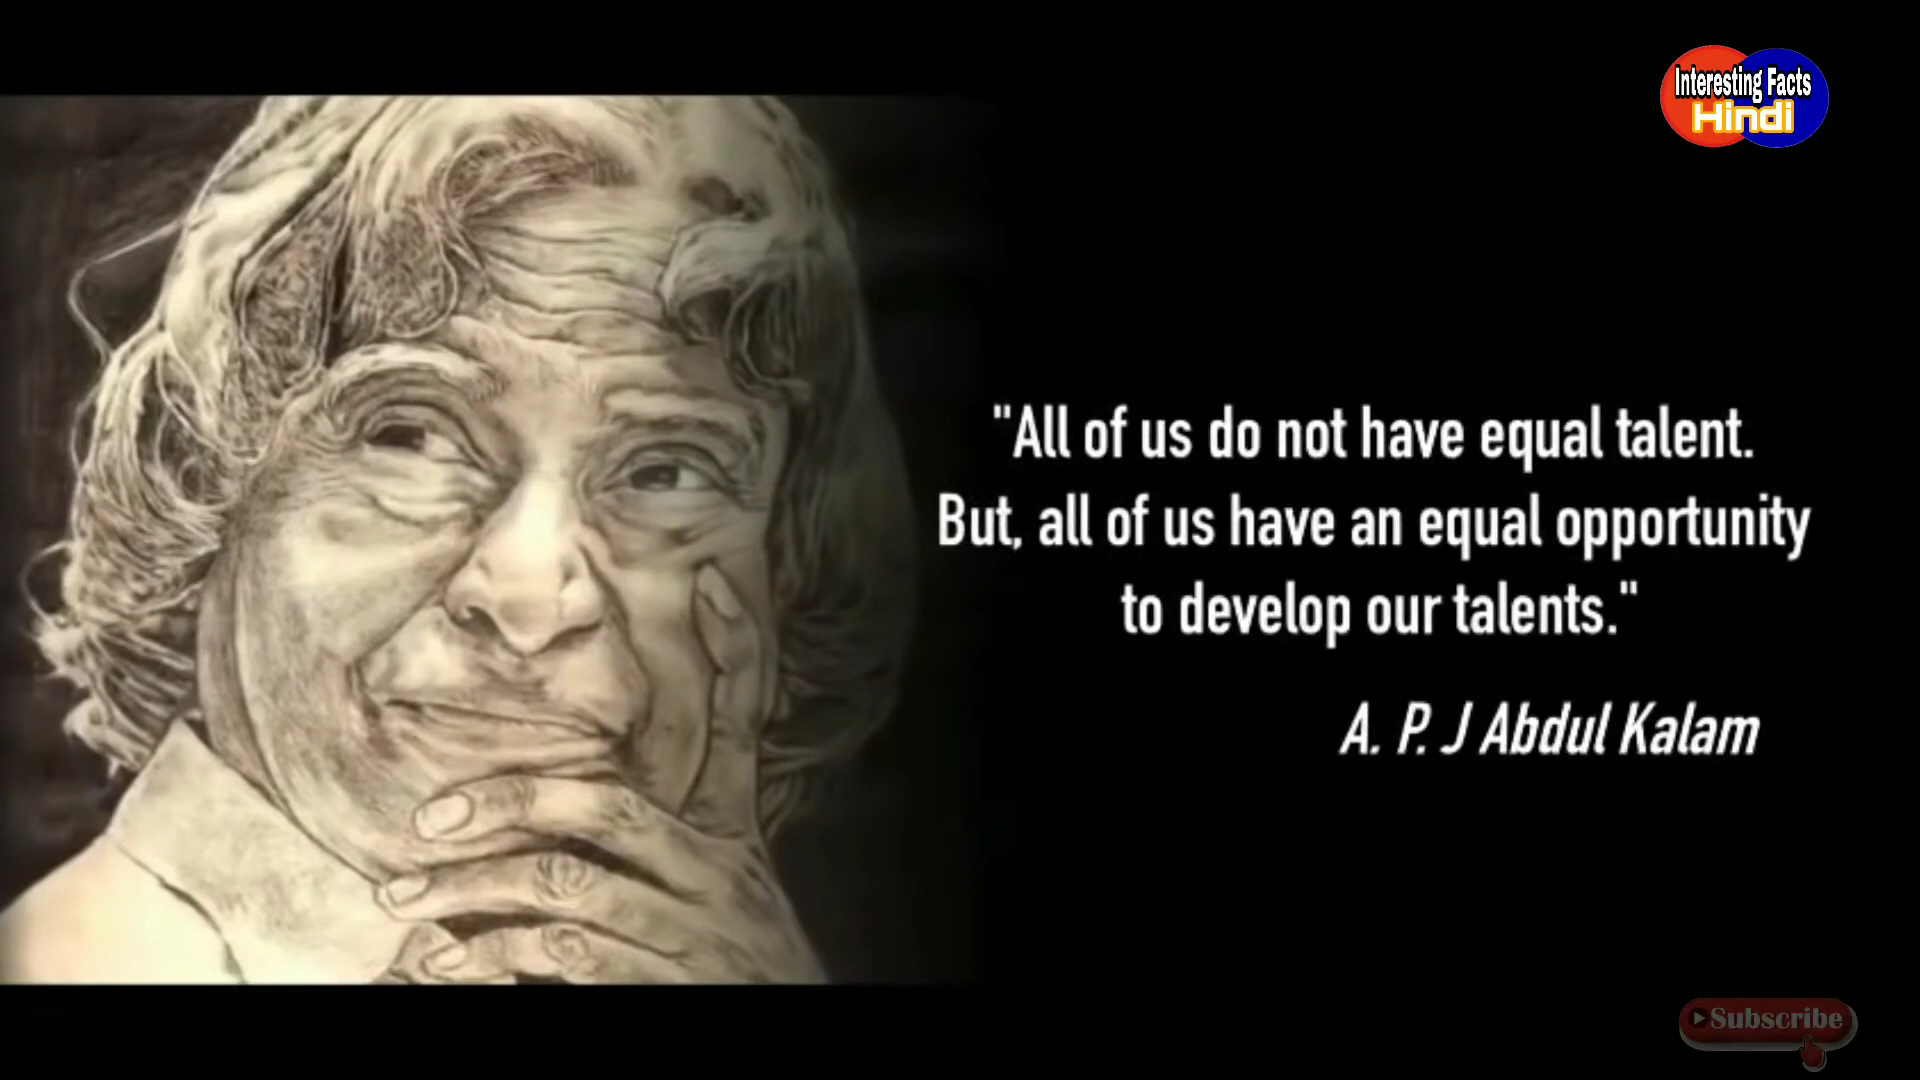 Interesting Facts
Hindi
"All of us do not have equal talent.
But, all of us have an equal opportunity
to develop our talents."
A. P. J Abdul Kalam
Subscribe